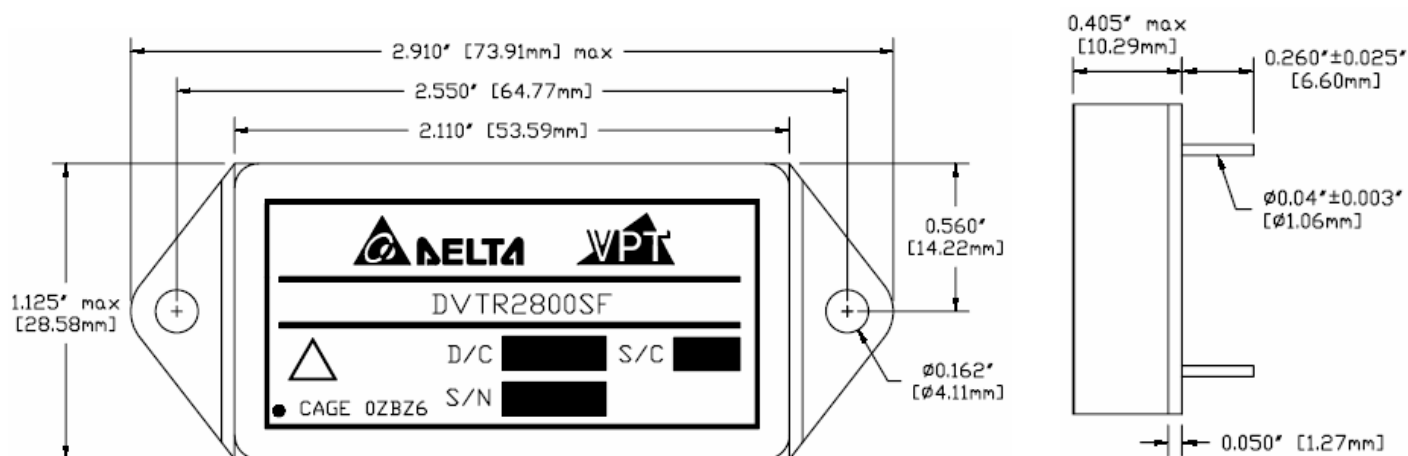 2.910" [73.91mm] max
2.550" [64.77mm]
2.110" [53.59mm]
1.125" max
[28.58mm]
DELTA
VPT
DVTR2800SF
D/C
S/C
S/N
CAGE 0ZBZ6
0.560"
[14.22mm]
Ø0.162"
[Ø4.11mm]
0.405" max
[10.29mm]
0.260"±0.025"
[6.60mm]
Ø0.04"±0.003"
[Ø1.06mm]
0.050" [1.27mm]